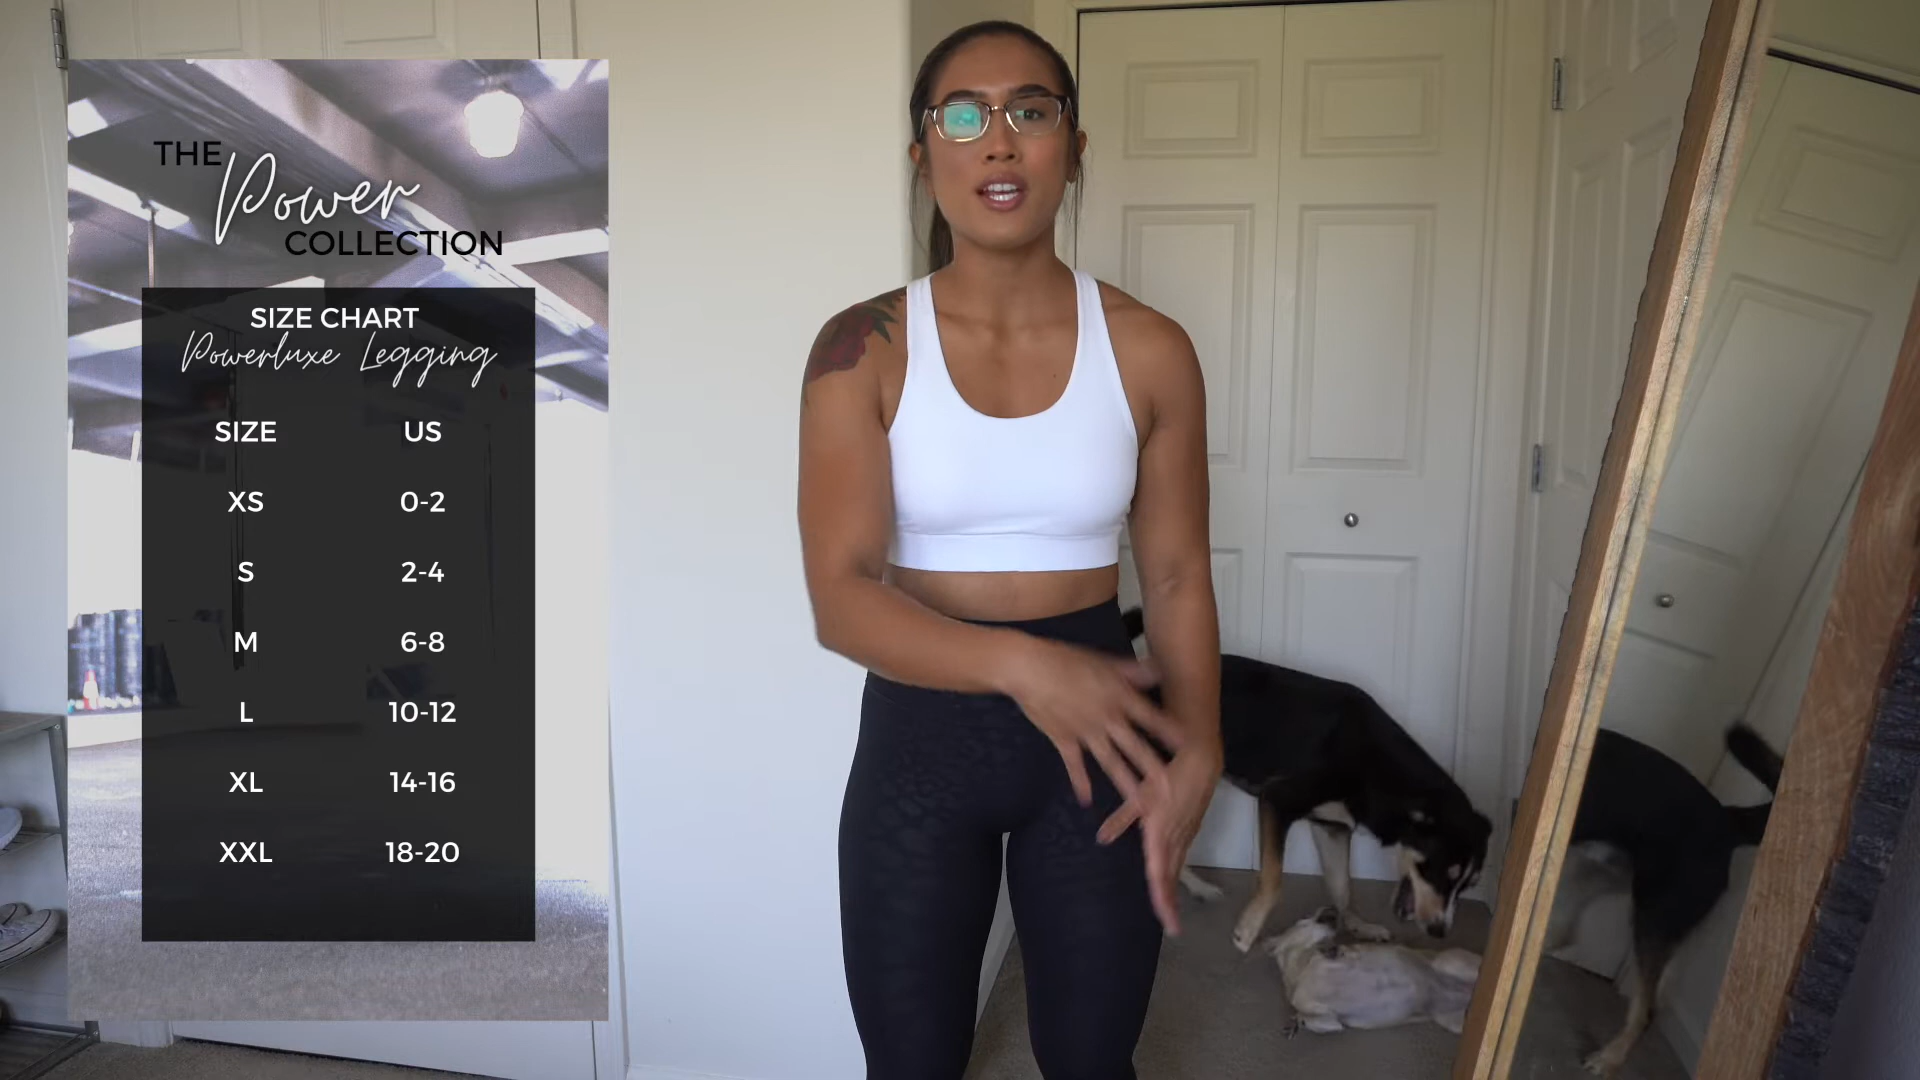 THE
Power
COLLECTION
SIZE CHART
Powerluxe Legging
SIZE US
XS 0-2
S 2-4
M 6-8
L 10-12
XL 14-16
XXL 18-20